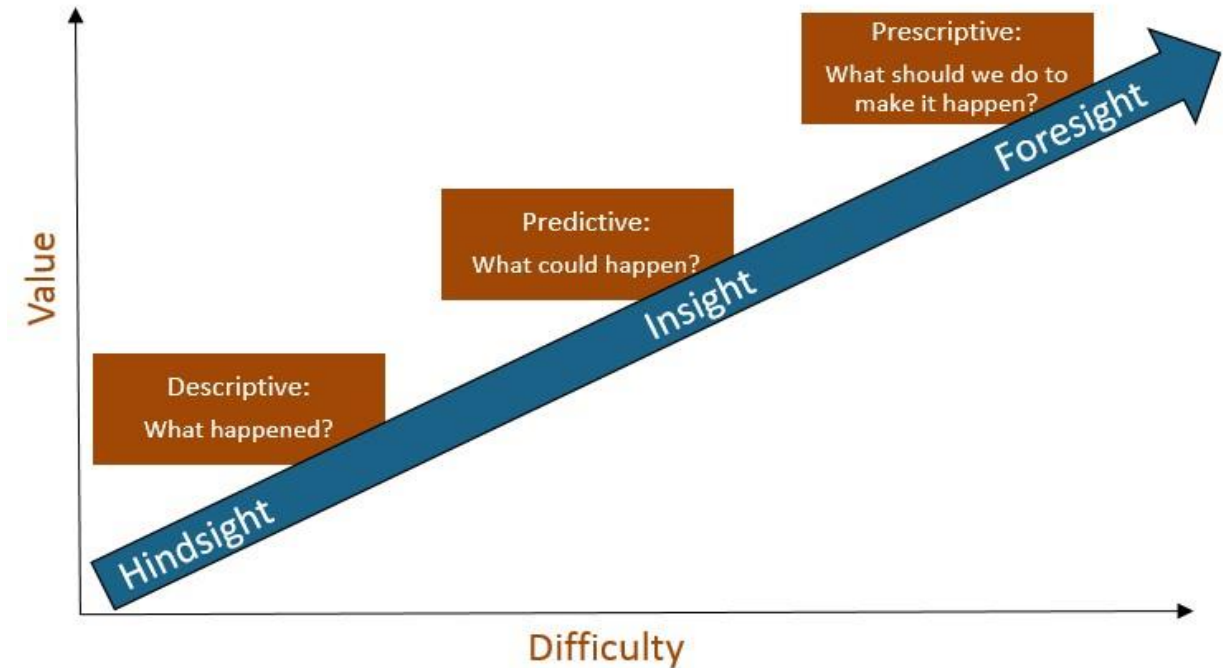 Prescriptive:
What should we do to
make it happen?
Foresight
Predictive:
What could happen?
Insight
Value
Descriptive:
What happened?
Hindsight
Difficulty